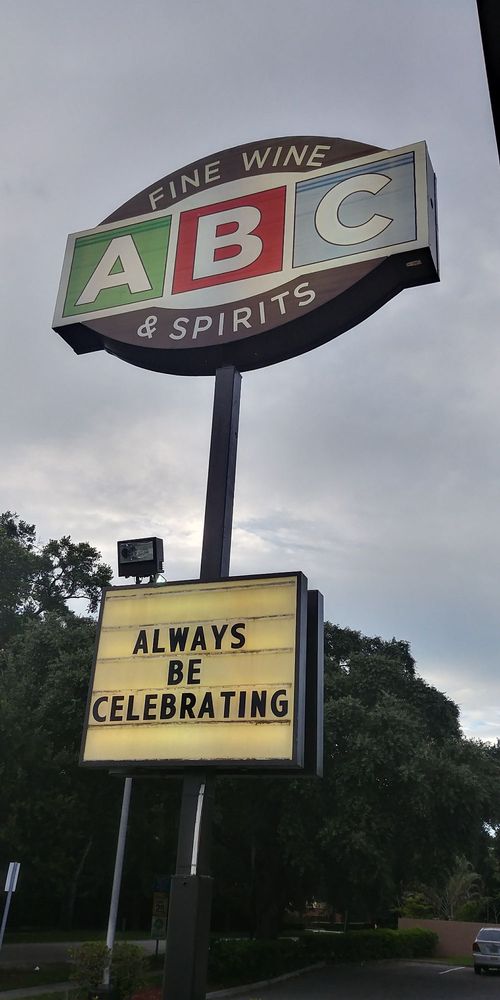 FINE WINE
ABC
& SPIRITS
ALWAYS
BE
CELEBRATING